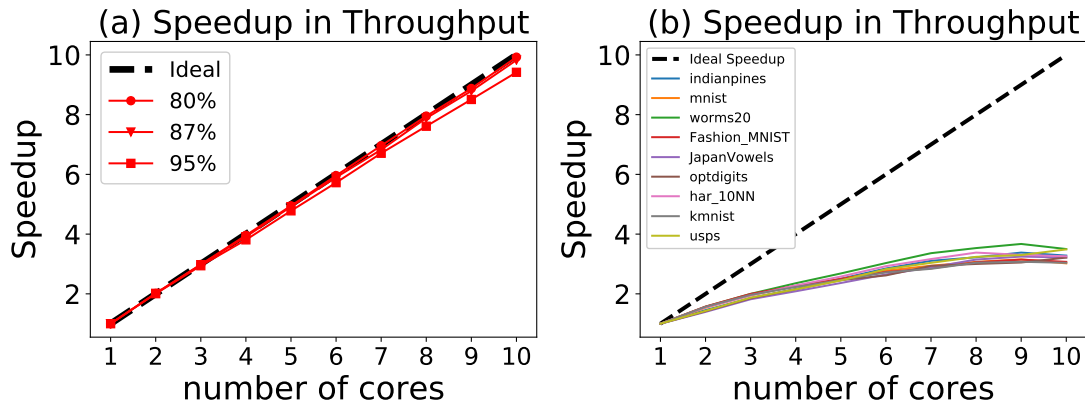 (a) Speedup in Throughput
10
8
6
4
2
Speedup
Ideal
80%
87%
95%
1 2 3 4 5 6 7 8 9 10
number of cores
(b) Speedup in Throughput
10
8
6
4
2
Speedup
Ideal Speedup
indianpines
mnist
worms20
Fashion_MNIST
JapanVowels
optdigits
har_10NN
kmnist
usps
1 2 3 4 5 6 7 8 9 10
number of cores